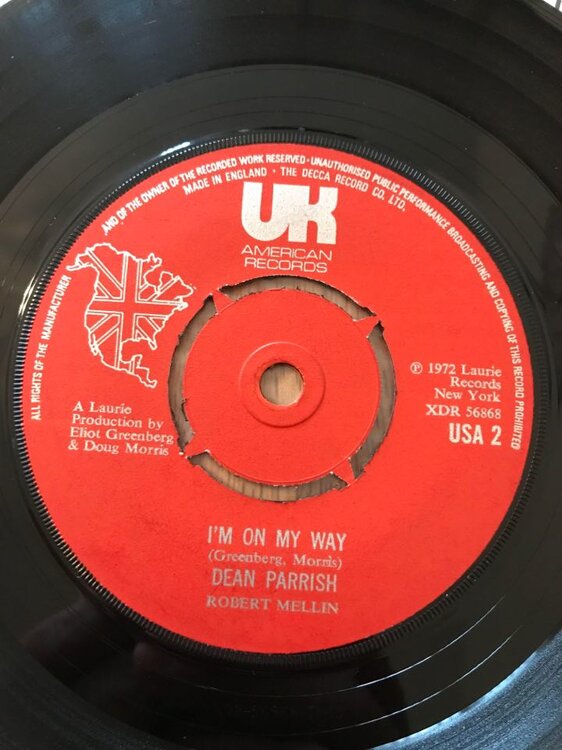 ALL RIGHTS OF THE MANUFACTURER AND OF THE OWNER OF THE RECORDED WORK RESERVED · UNAUTHORISED PUBLIC PERFORMANCE BROADCASTING AND COPYING OF THIS RECORD PROHIBITED
MADE IN ENGLAND · THE DECCA RECORD CO. LTD.
UK
AMERICAN
RECORDS
℗ 1972 Laurie
Records
New York
XDR 56868
USA 2
A Laurie
Production by
Eliot Greenberg
& Doug Morris
I'M ON MY WAY
(Greenberg, Morris)
DEAN PARRISH
ROBERT MELLIN